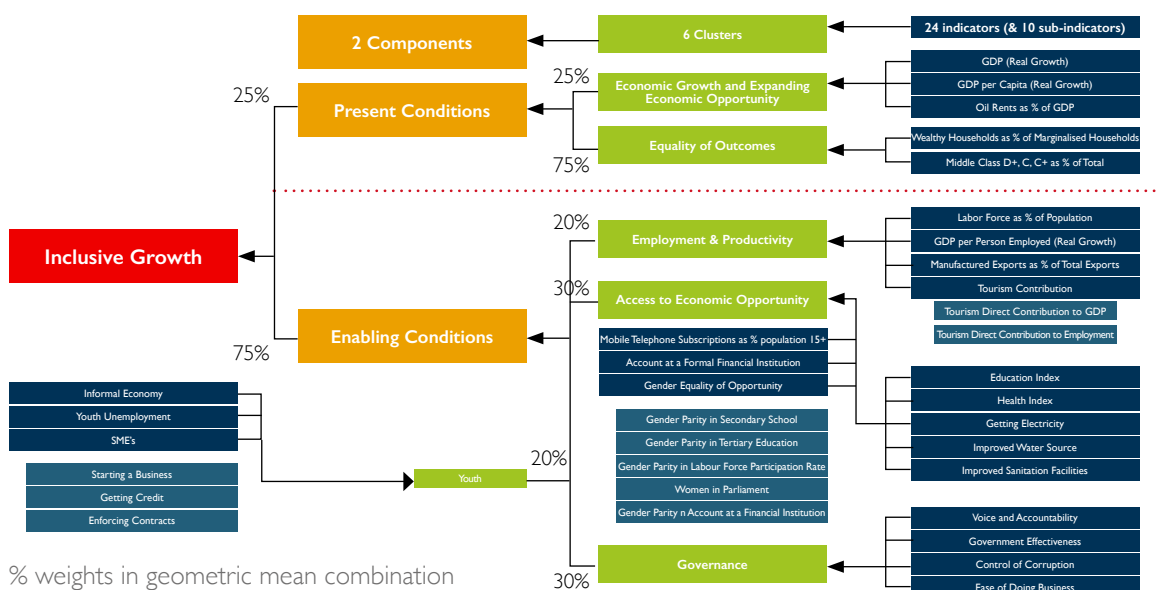 2 Components
6 Clusters
24 indicators (& 10 sub-indicators)
25%
Present Conditions
25%
Economic Growth and Expanding
Economic Opportunity
GDP (Real Growth)
GDP per Capita (Real Growth)
Oil Rents as % of GDP
75%
Equality of Outcomes
Wealthy Households as % of Marginalised Households
Middle Class D+, C, C+ as % of Total
Inclusive Growth
20%
Employment & Productivity
Labor Force as % of Population
GDP per Person Employed (Real Growth)
Manufactured Exports as % of Total Exports
Tourism Contribution
Tourism Direct Contribution to GDP
Tourism Direct Contribution to Employment
75%
Enabling Conditions
30%
Access to Economic Opportunity
Mobile Telephone Subscriptions as % population 15+
Account at a Formal Financial Institution
Gender Equality of Opportunity
Gender Parity in Secondary School
Gender Parity in Tertiary Education
Gender Parity in Labour Force Participation Rate
Women in Parliament
Gender Parity n Account at a Financial Institution
Education Index
Health Index
Getting Electricity
Improved Water Source
Improved Sanitation Facilities
Informal Economy
Youth Unemployment
SME's
Starting a Business
Getting Credit
Enforcing Contracts
Youth
20%
30%
Governance
Voice and Accountability
Government Effectiveness
Control of Corruption
Ease of Doing Business
% weights in geometric mean combination